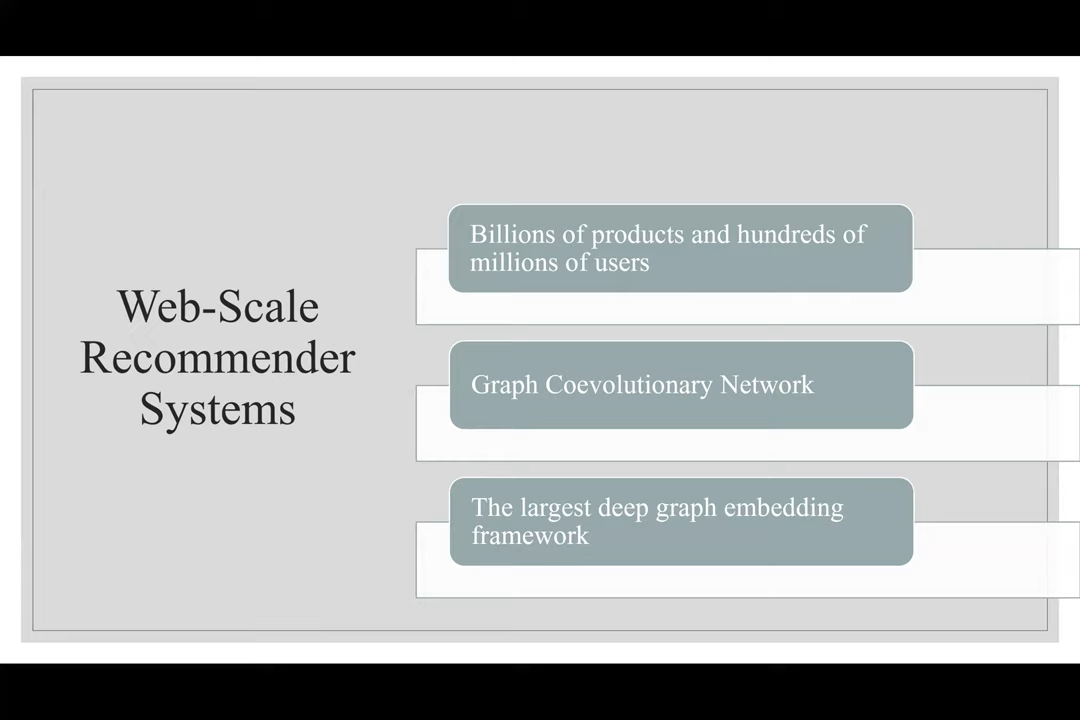 Web-Scale
Recommender
Systems
Billions of products and hundreds of
millions of users
Graph Coevolutionary Network
The largest deep graph embedding
framework